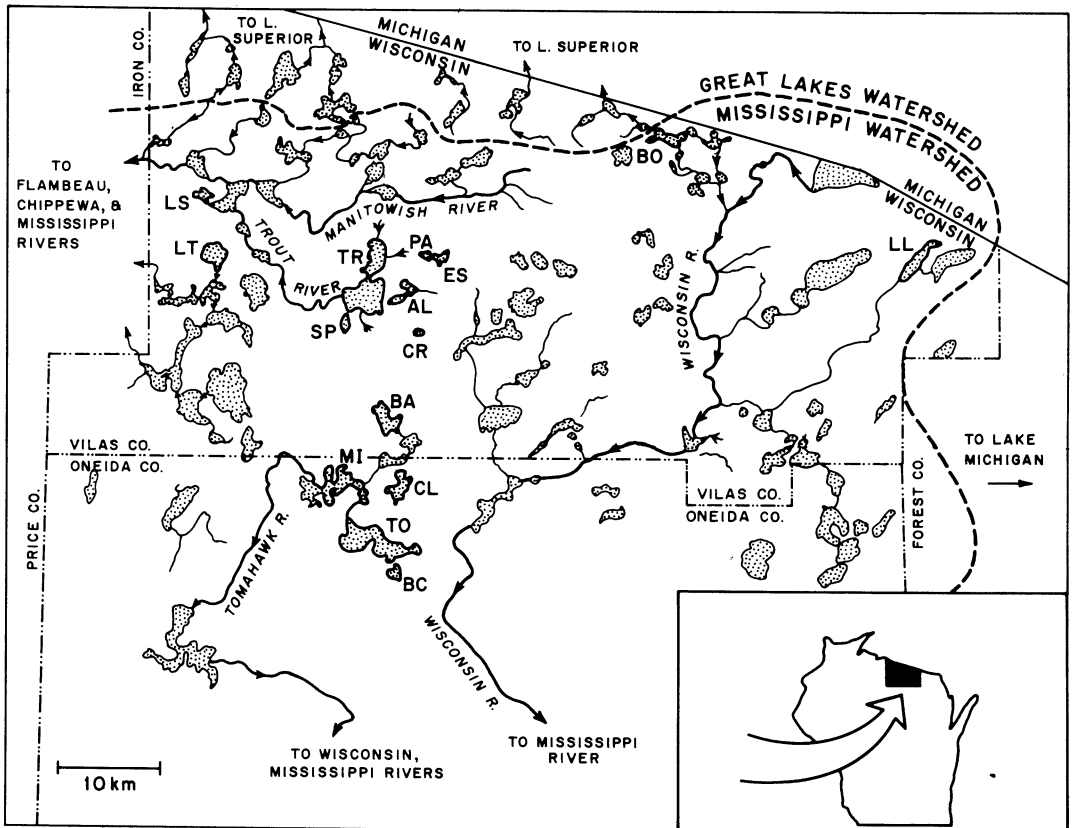 TO L.
SUPERIOR
MICHIGAN
WISCONSIN
TO L. SUPERIOR
IRON CO.
GREAT LAKES WATERSHED
MISSISSIPPI WATERSHED
BO
TO
FLAMBEAU,
CHIPPEWA, &
MISSISSIPPI
RIVERS
LS
MANITOWISH RIVER
MICHIGAN
WISCONSIN
LT
TROUT
RIVER
TR
PA
ES
LL
AL
SP
CR
WISCONSIN R.
BA
VILAS CO.
ONEIDA CO.
MI
CL
TO LAKE
MICHIGAN
VILAS CO.
ONEIDA CO.
FOREST CO.
PRICE CO.
TO
TOMAHAWK R.
BC
WISCONSIN R.
TO WISCONSIN,
MISSISSIPPI RIVERS
TO MISSISSIPPI
RIVER
10 km